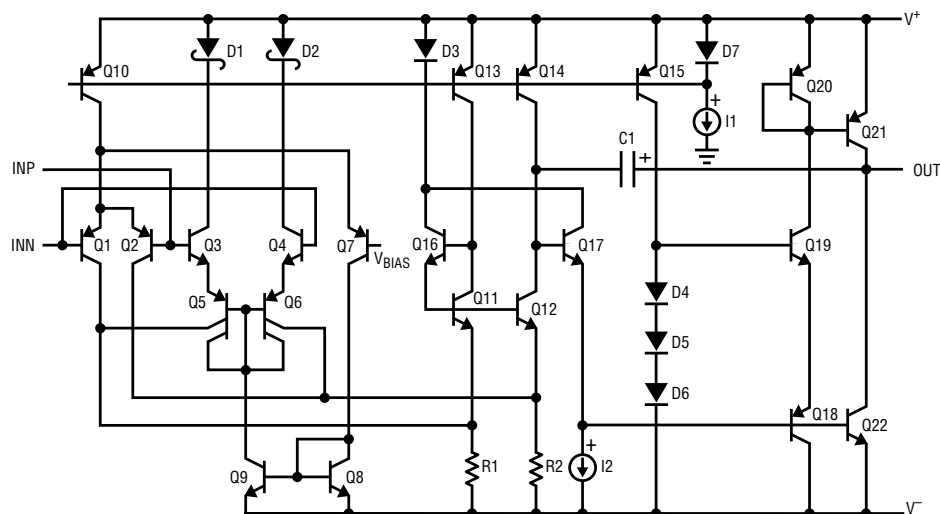 V+
D1
D2
D3
D7
Q10
Q13
Q14
Q15
Q20
+
I1
Q21
C1
+
INP
OUT
INN
Q1
Q2
Q3
Q4
Q7
VBIAS
Q16
Q17
Q19
Q5
Q6
Q11
Q12
D4
D5
D6
Q18
Q22
+
Q9
Q8
R1
R2
I2
V–